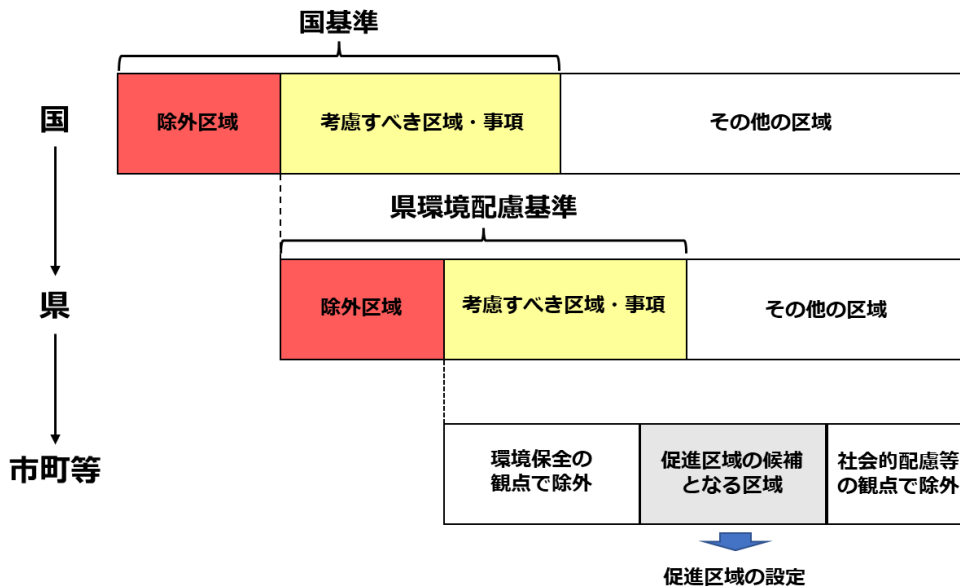 国基準
国
除外区域
考慮すべき区域・事項
その他の区域
県環境配慮基準
県
除外区域
考慮すべき区域・事項
その他の区域
市町等
環境保全の
観点で除外
促進区域の候補
となる区域
社会的配慮等
の観点で除外
促進区域の設定